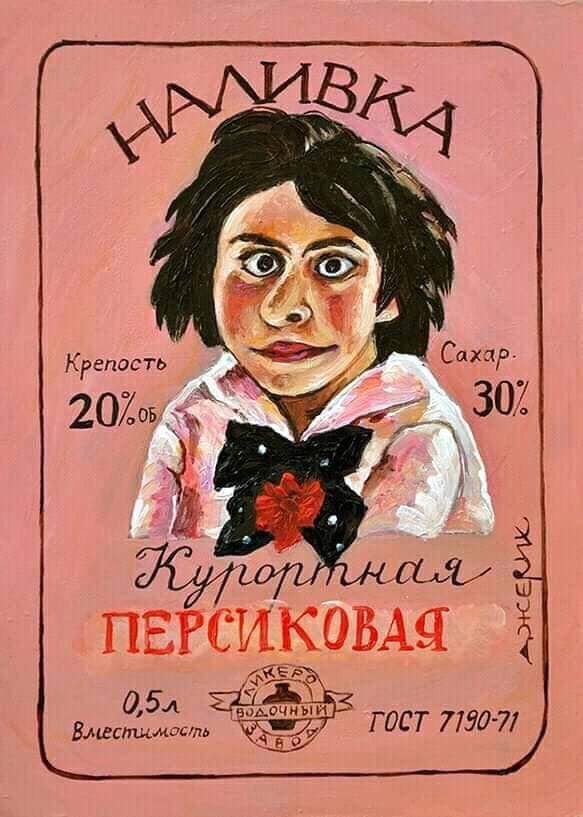 НАЛИВКА
Крепость
20% об
Сахар.
30%
Курортная
ПЕРСИКОВАЯ
ДЖЕРИК
0,5л
Вместимость
ЛИКЕРО
ВОДОЧНЫЙ
ЗАВОД
ГОСТ 7190-71